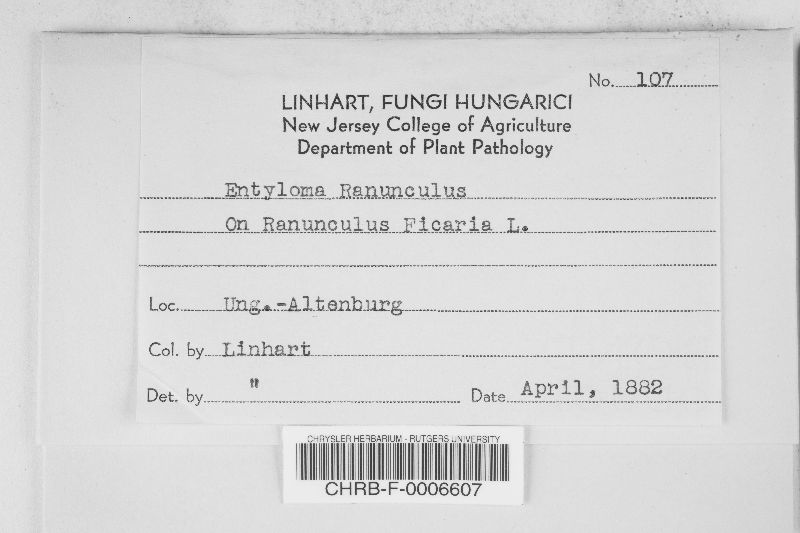 No. 107
LINHART, FUNGI HUNGARICI
New Jersey College of Agriculture
Department of Plant Pathology
Entyloma Ranunculus
On Ranunculus Ficaria L.
Loc. Ung.-Altenburg
Col. by Linhart
Det. by " Date April, 1882
CHRYSLER HERBARIUM - RUTGERS UNIVERSITY
CHRB-F-0006607